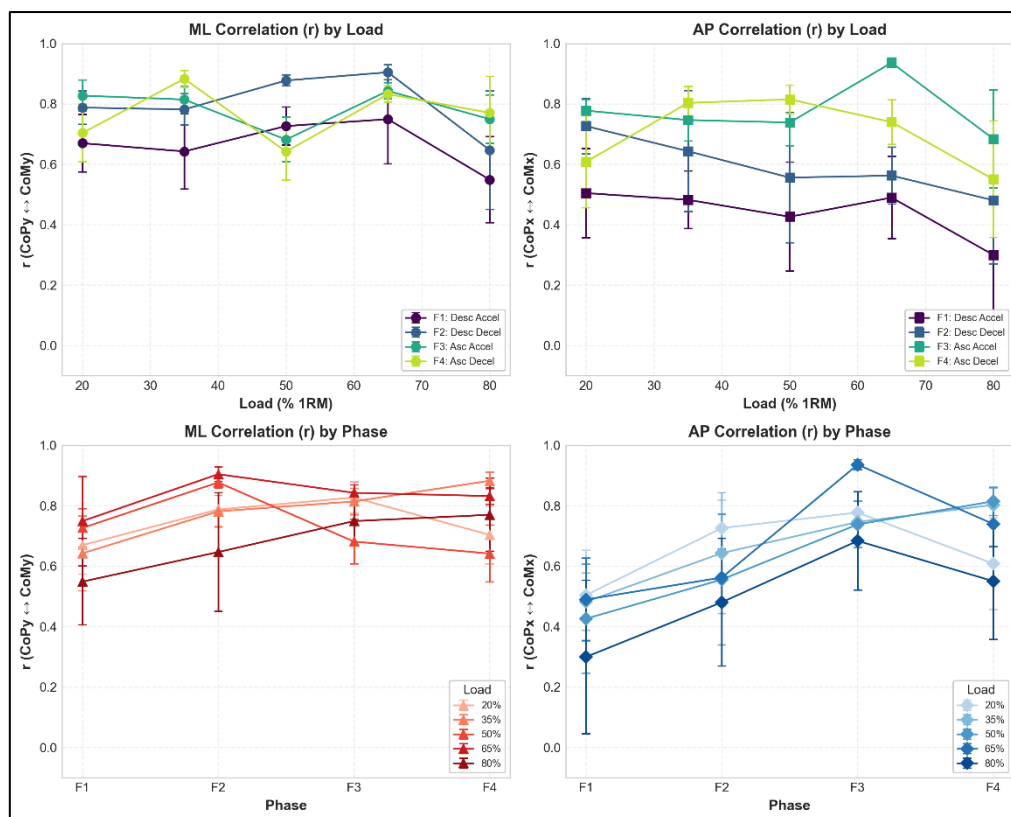 ML Correlation (r) by Load
r (CoPy ↔ CoMy)
1.0
0.8
0.6
0.4
0.2
0.0
F1: Desc Accel
F2: Desc Decel
F3: Asc Accel
F4: Asc Decel
20 30 40 50 60 70 80
Load (% 1RM)
AP Correlation (r) by Load
r (CoPx ↔ CoMx)
1.0
0.8
0.6
0.4
0.2
0.0
F1: Desc Accel
F2: Desc Decel
F3: Asc Accel
F4: Asc Decel
20 30 40 50 60 70 80
Load (% 1RM)
ML Correlation (r) by Phase
r (CoPy ↔ CoMy)
1.0
0.8
0.6
0.4
0.2
0.0
Load
20%
35%
50%
65%
80%
F1 F2 F3 F4
Phase
AP Correlation (r) by Phase
r (CoPx ↔ CoMx)
1.0
0.8
0.6
0.4
0.2
0.0
Load
20%
35%
50%
65%
80%
F1 F2 F3 F4
Phase